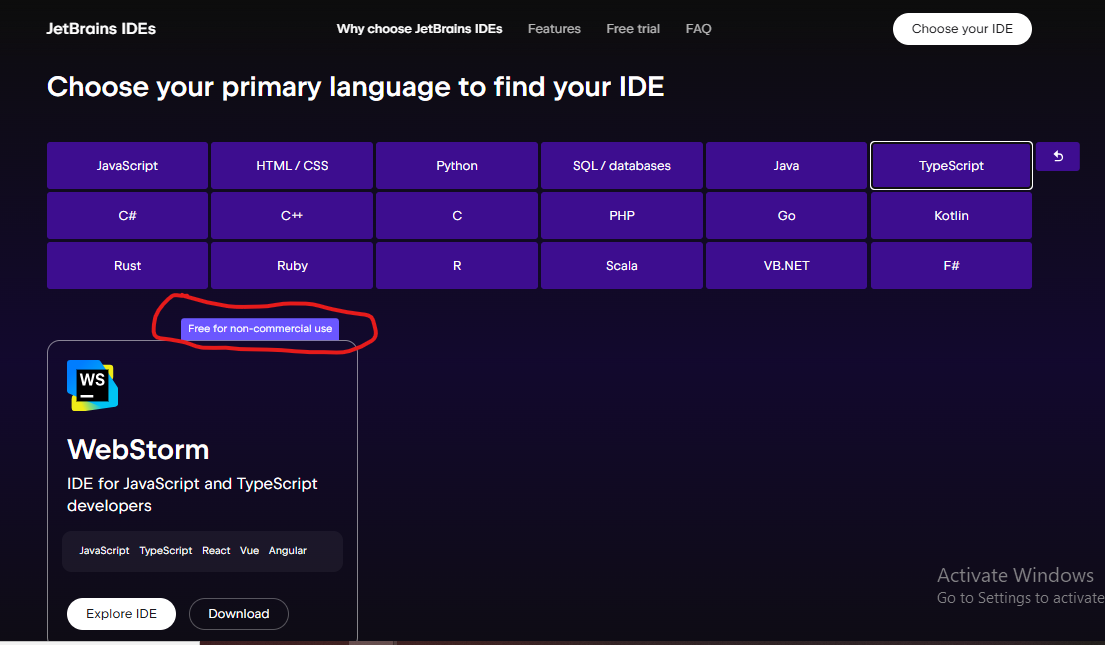 JetBrains IDEs Why choose JetBrains IDEs Features Free trial FAQ Choose your IDE
Choose your primary language to find your IDE
JavaScript HTML / CSS Python SQL / databases Java TypeScript
C# C++ C PHP Go Kotlin
Rust Ruby R Scala VB.NET F#
Free for non-commercial use
WS
WebStorm
IDE for JavaScript and TypeScript
developers
JavaScript TypeScript React Vue Angular
Explore IDE Download
Activate Windows
Go to Settings to activate